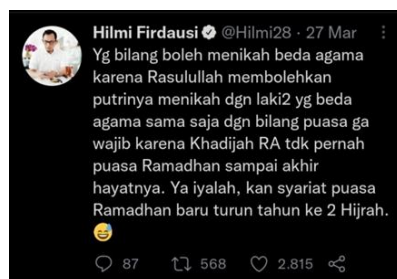 Hilmi Firdausi @Hilmi28 · 27 Mar
Yg bilang boleh menikah beda agama
karena Rasulullah membolehkan
putrinya menikah dgn laki2 yg beda
agama sama saja dgn bilang puasa ga
wajib karena Khadijah RA tdk pernah
puasa Ramadhan sampai akhir
hayatnya. Ya iyalah, kan syariat puasa
Ramadhan baru turun tahun ke 2 Hijrah.
😅
87 568 2.815